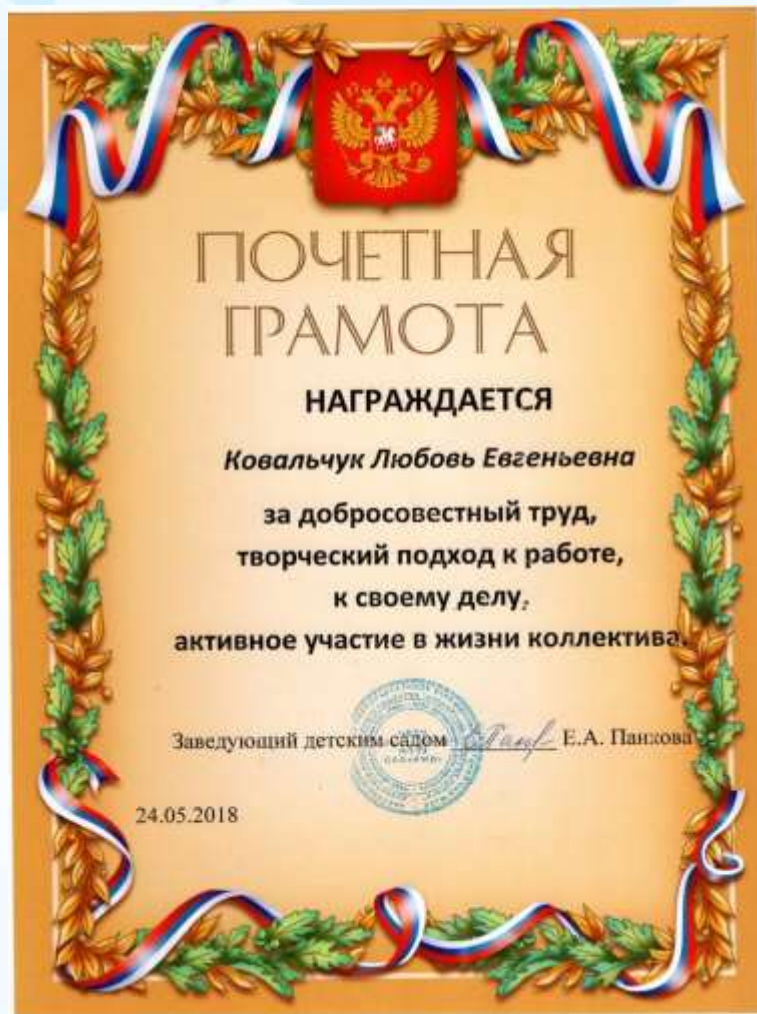 ПОЧЕТНАЯ
ГРАМОТА
НАГРАЖДАЕТСЯ
Ковальчук Любовь Евгеньевна
за добросовестный труд,
творческий подход к работе,
к своему делу,
активное участие в жизни коллектива.
Заведующий детским садом Е.А. Панкова
24.05.2018